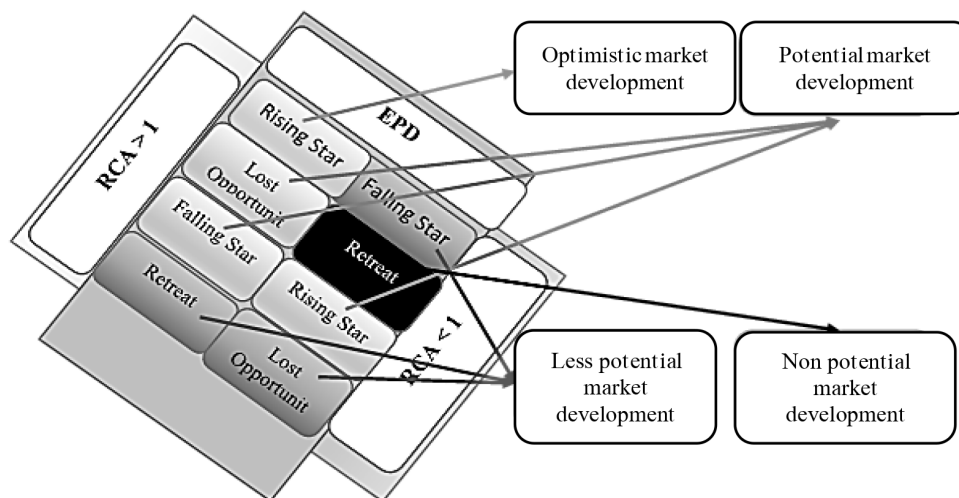 Optimistic market
development
Potential market
development
EPD
RCA > 1
Rising Star
Lost
Opportunit
Falling Star
Retreat
Falling Star
Retreat
Rising Star
Lost
Opportunit
RCA < 1
Less potential
market
development
Non potential
market
development